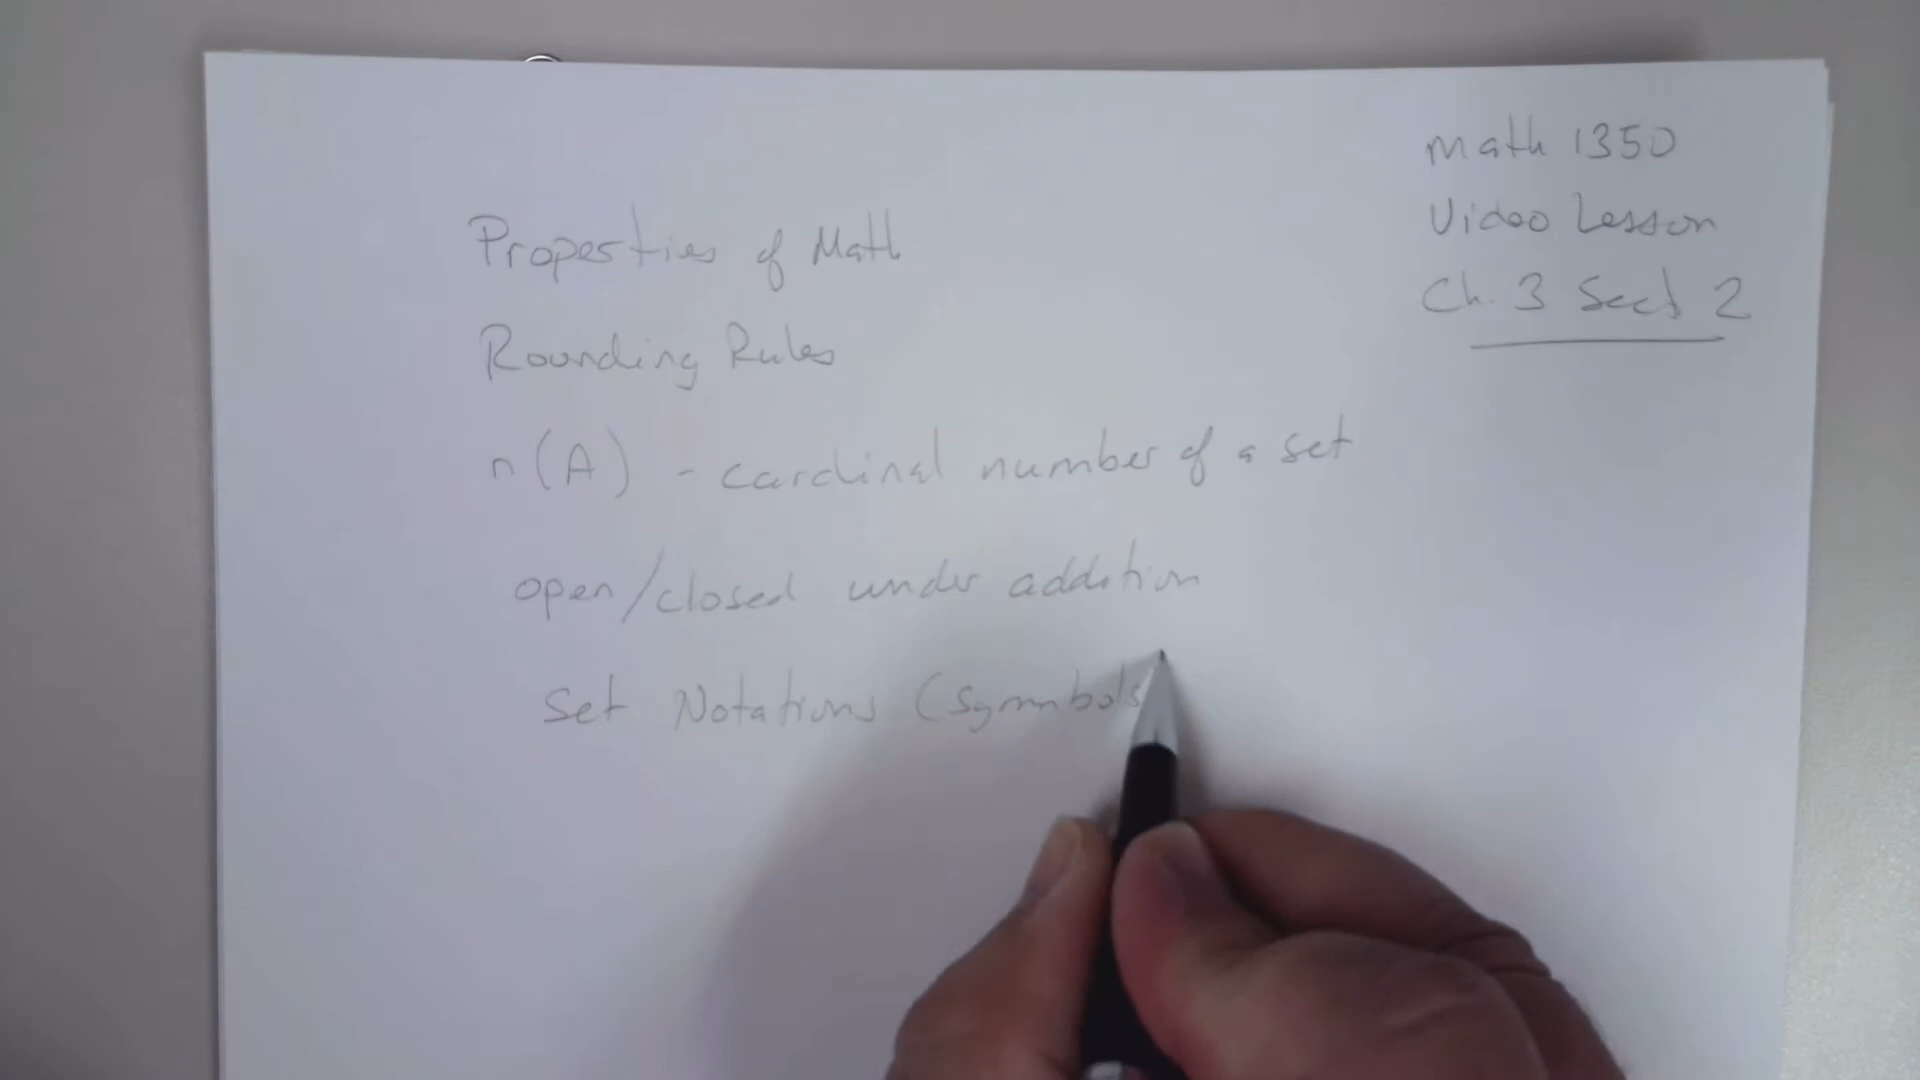 Math 1350
Video Lesson
Ch. 3 Sect 2
Properties of Math
Rounding Rules
n(A) - cardinal number of a set
open/closed under addition
Set Notations (Symbols